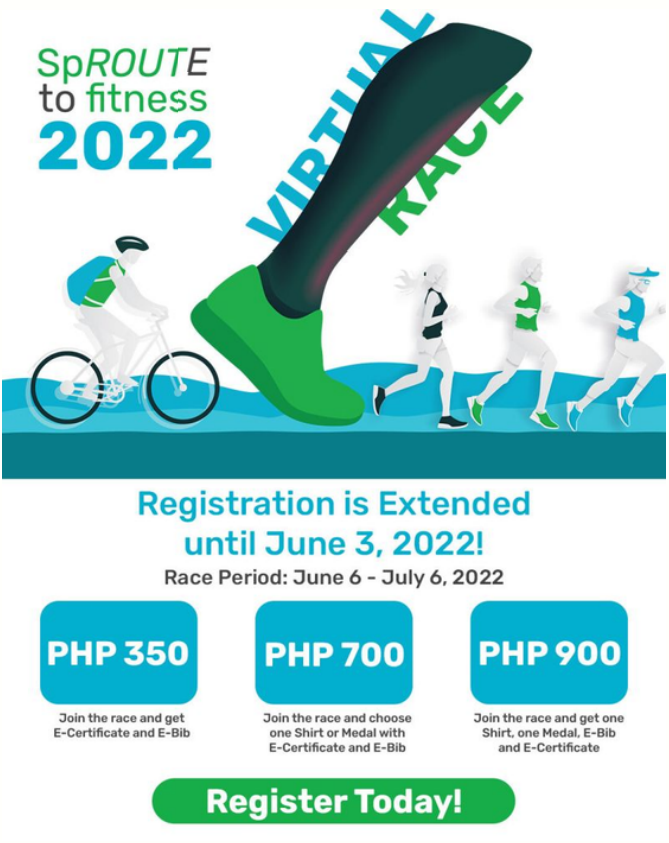 SpROUTE
to fitness
2022
VIRTUAL
RACE
Registration is Extended
until June 3, 2022!
Race Period: June 6 - July 6, 2022
PHP 350
Join the race and get
E-Certificate and E-Bib
PHP 700
Join the race and choose
one Shirt or Medal with
E-Certificate and E-Bib
PHP 900
Join the race and get one
Shirt, one Medal, E-Bib
and E-Certificate
Register Today!